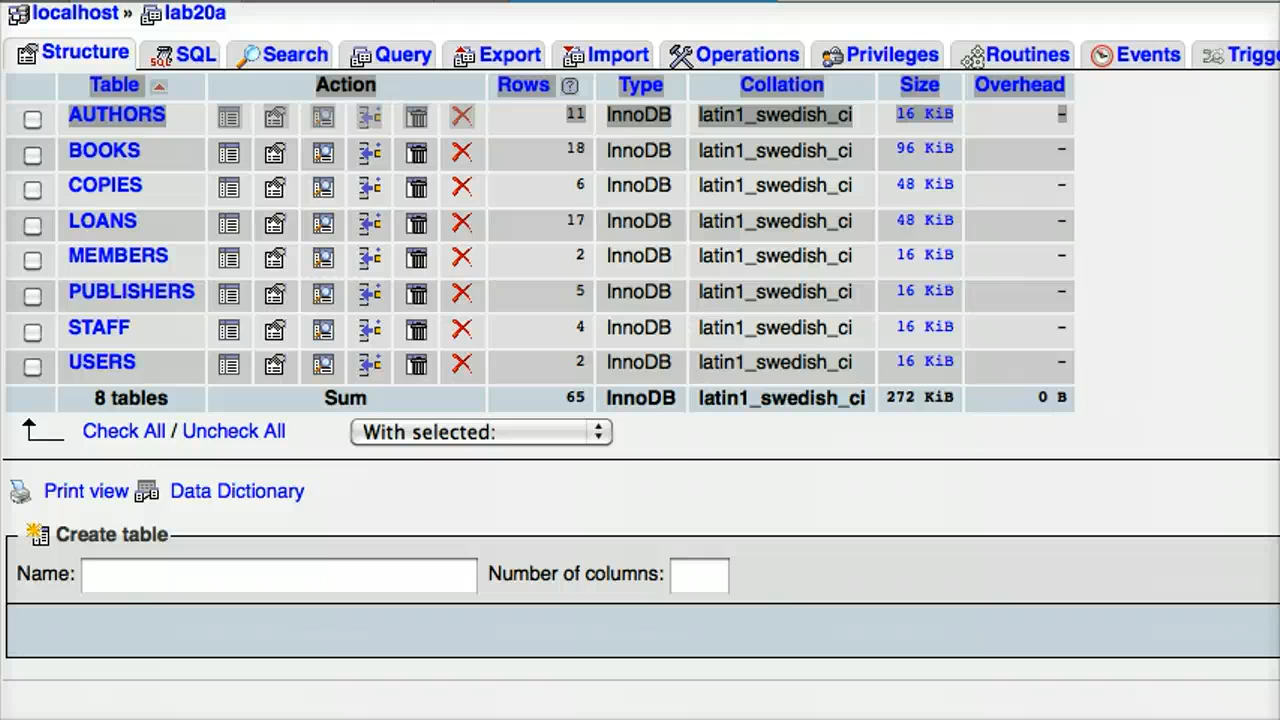 localhost » lab20a
Structure SQL Search Query Export Import Operations Privileges Routines Events Trigge
Table Action Rows ? Type Collation Size Overhead
AUTHORS 11 InnoDB latin1_swedish_ci 16 KiB –
BOOKS 18 InnoDB latin1_swedish_ci 96 KiB –
COPIES 6 InnoDB latin1_swedish_ci 48 KiB –
LOANS 17 InnoDB latin1_swedish_ci 48 KiB –
MEMBERS 2 InnoDB latin1_swedish_ci 16 KiB –
PUBLISHERS 5 InnoDB latin1_swedish_ci 16 KiB –
STAFF 4 InnoDB latin1_swedish_ci 16 KiB –
USERS 2 InnoDB latin1_swedish_ci 16 KiB –
8 tables Sum 65 InnoDB latin1_swedish_ci 272 KiB 0 B
Check All / Uncheck All With selected:
Print view Data Dictionary
Create table
Name: Number of columns: